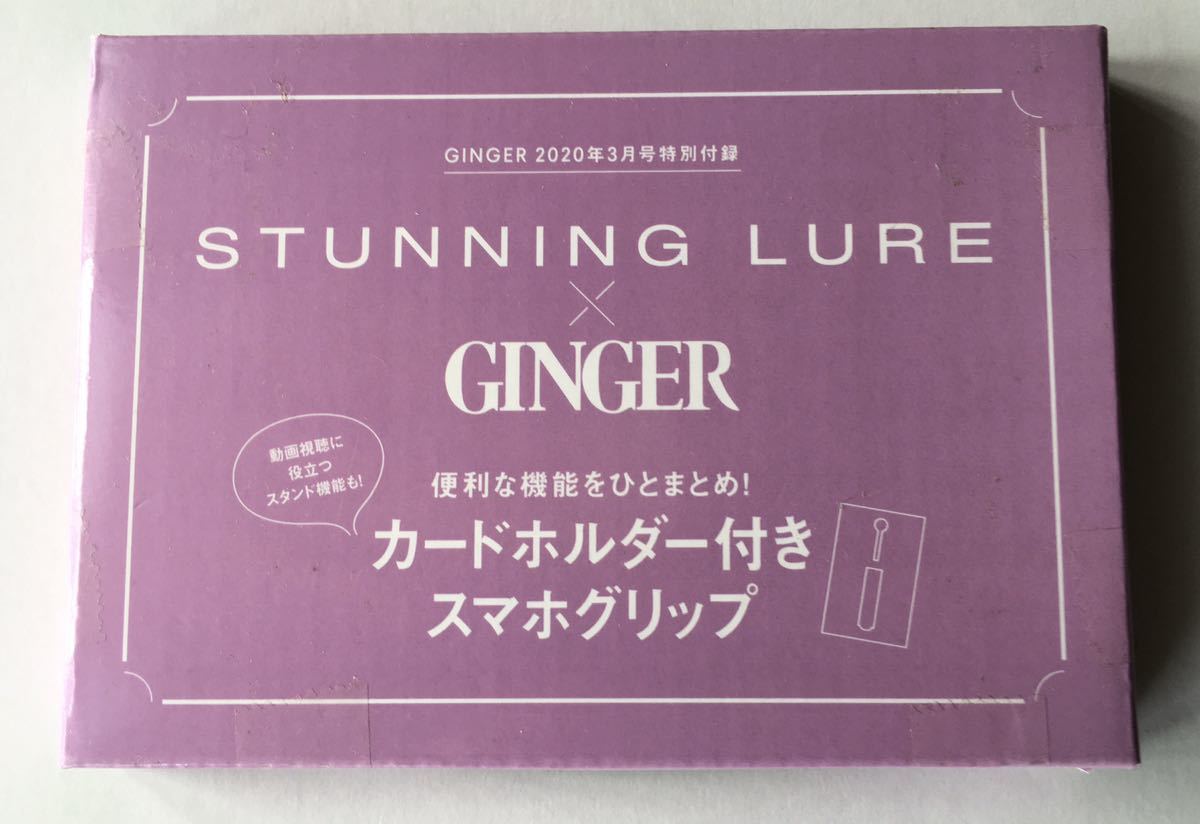 GINGER 2020年3月号特別付録
STUNNING LURE
×
GINGER
動画視聴に
役立つ
スタンド機能も!
便利な機能をひとまとめ!
カードホルダー付き
スマホグリップ